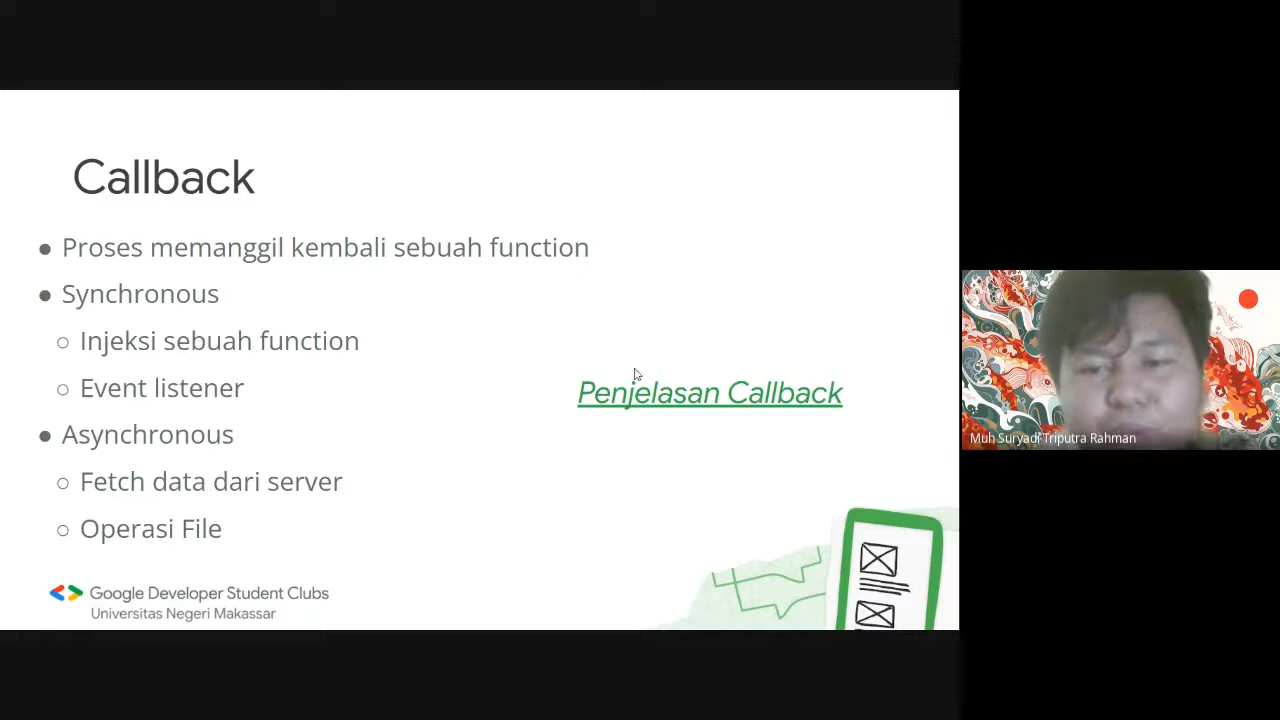 Callback
● Proses memanggil kembali sebuah function
● Synchronous
○ Injeksi sebuah function
○ Event listener
● Asynchronous
○ Fetch data dari server
○ Operasi File
Penjelasan Callback
Google Developer Student Clubs
Universitas Negeri Makassar
Muh Suryadi Triputra Rahman